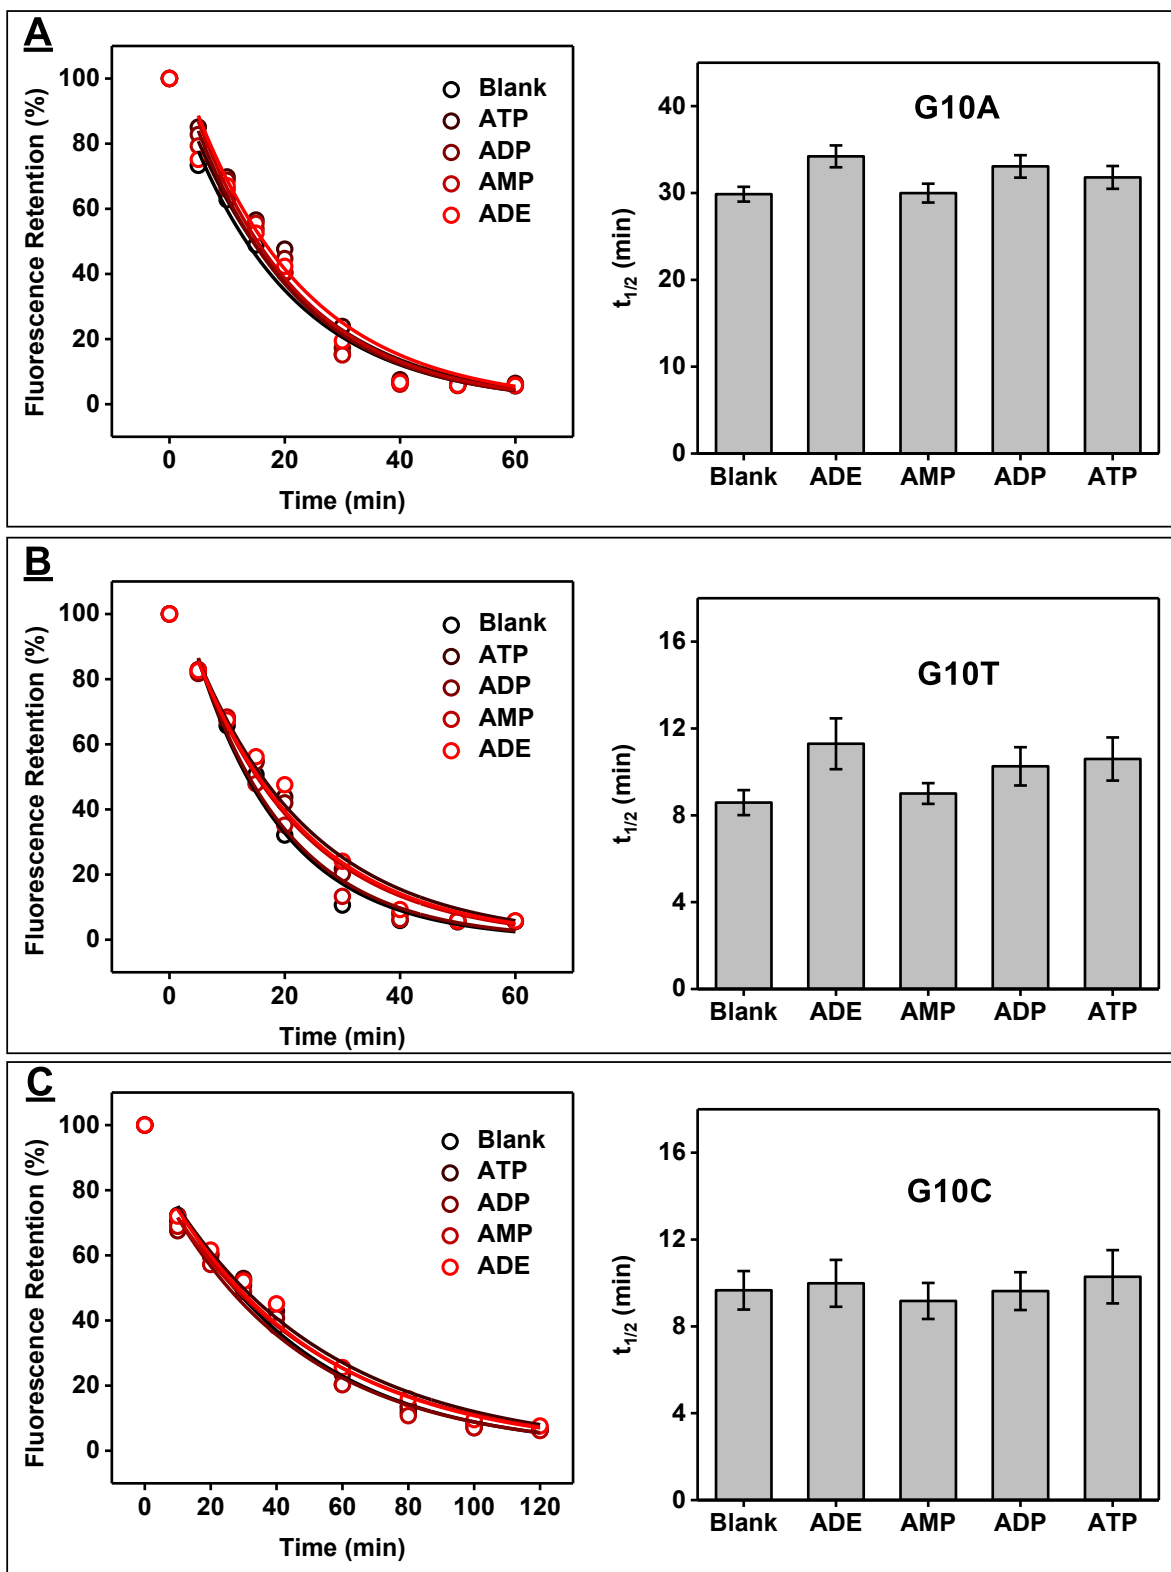 A
Fluorescence Retention (%)
100
80
60
40
20
0
0 20 40 60
Time (min)
Blank
ATP
ADP
AMP
ADE
G10A
t1/2 (min)
40
30
20
10
0
Blank ADE AMP ADP ATP
B
Fluorescence Retention (%)
100
80
60
40
20
0
0 20 40 60
Time (min)
Blank
ATP
ADP
AMP
ADE
G10T
t1/2 (min)
16
12
8
4
0
Blank ADE AMP ADP ATP
C
Fluorescence Retention (%)
100
80
60
40
20
0
0 20 40 60 80 100 120
Time (min)
Blank
ATP
ADP
AMP
ADE
G10C
t1/2 (min)
16
12
8
4
0
Blank ADE AMP ADP ATP